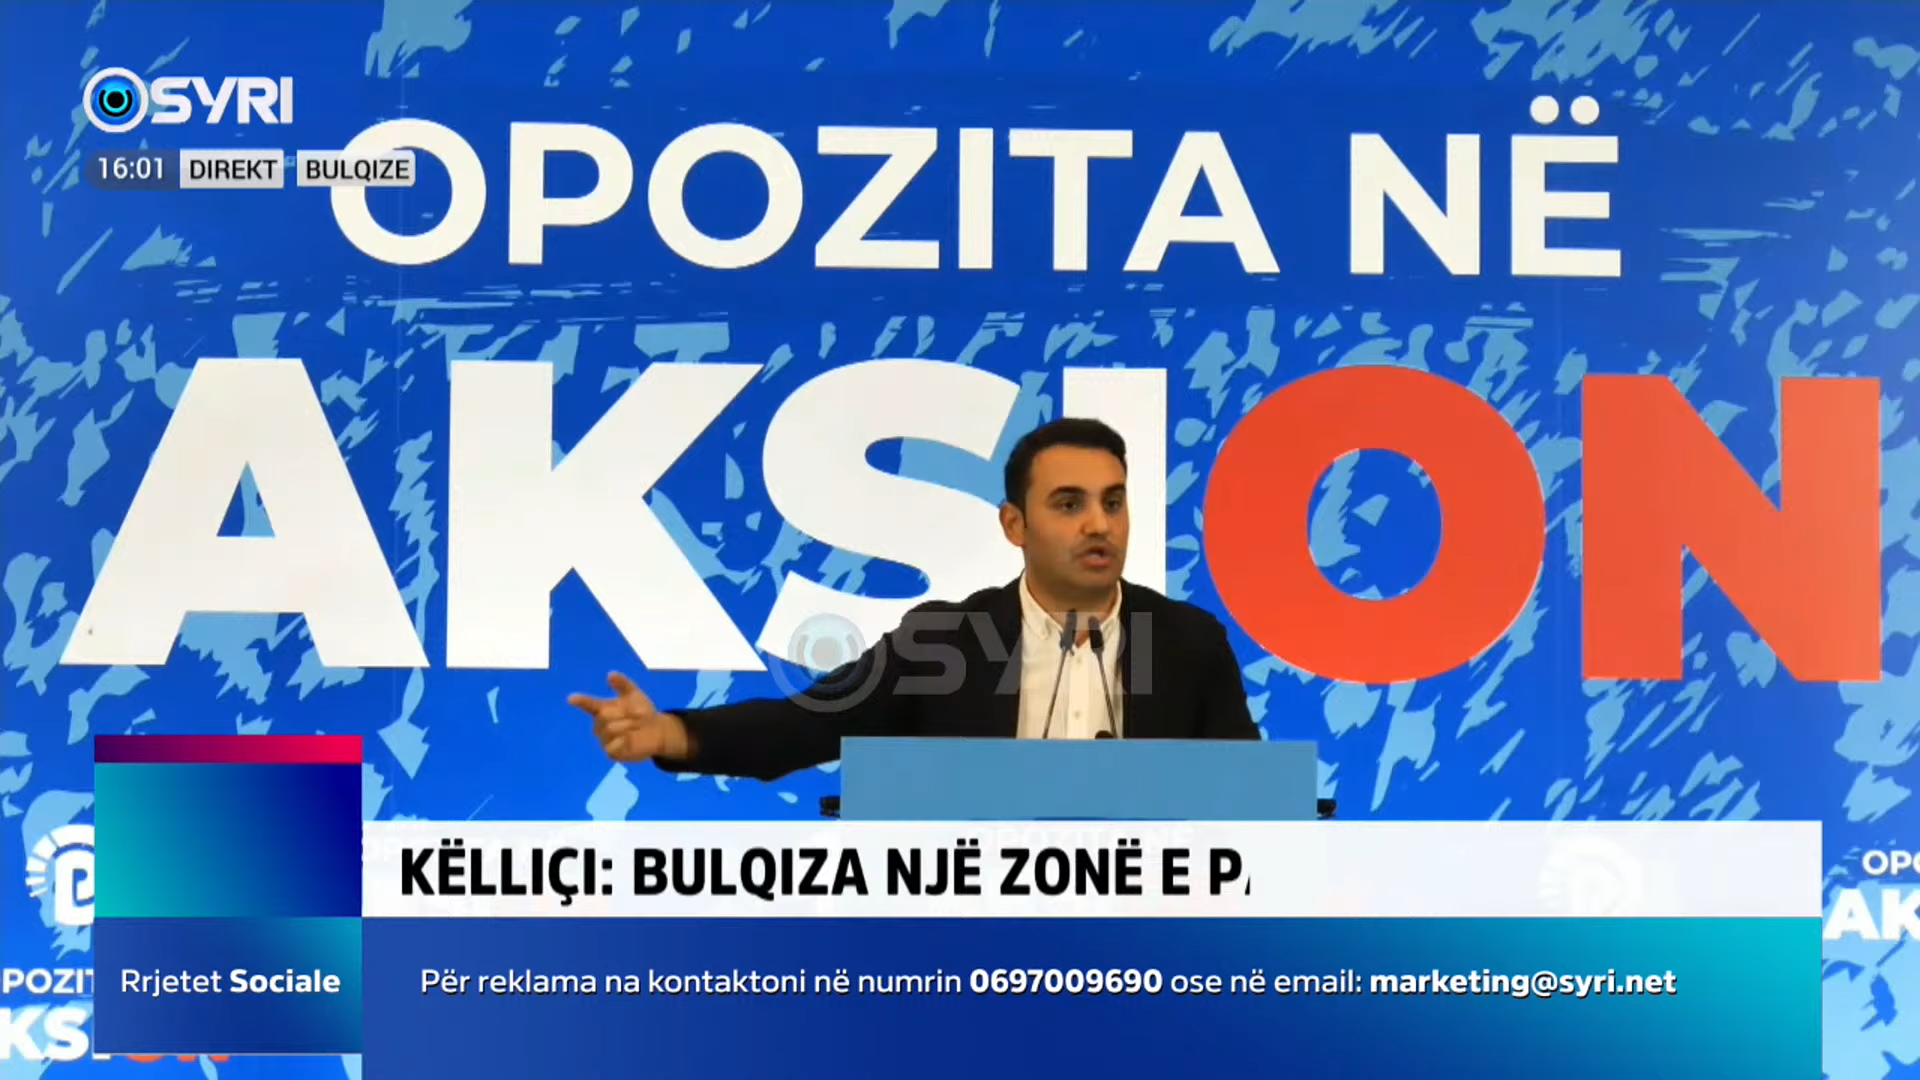 SYRI
16:01 DIREKT BULQIZE
OPOZITA NË
AKSION
SYRI
KËLLIÇI: BULQIZA NJË ZONË E
Rrjetet Sociale
Për reklama na kontaktoni në numrin 0697009690 ose në email: marketing@syri.net